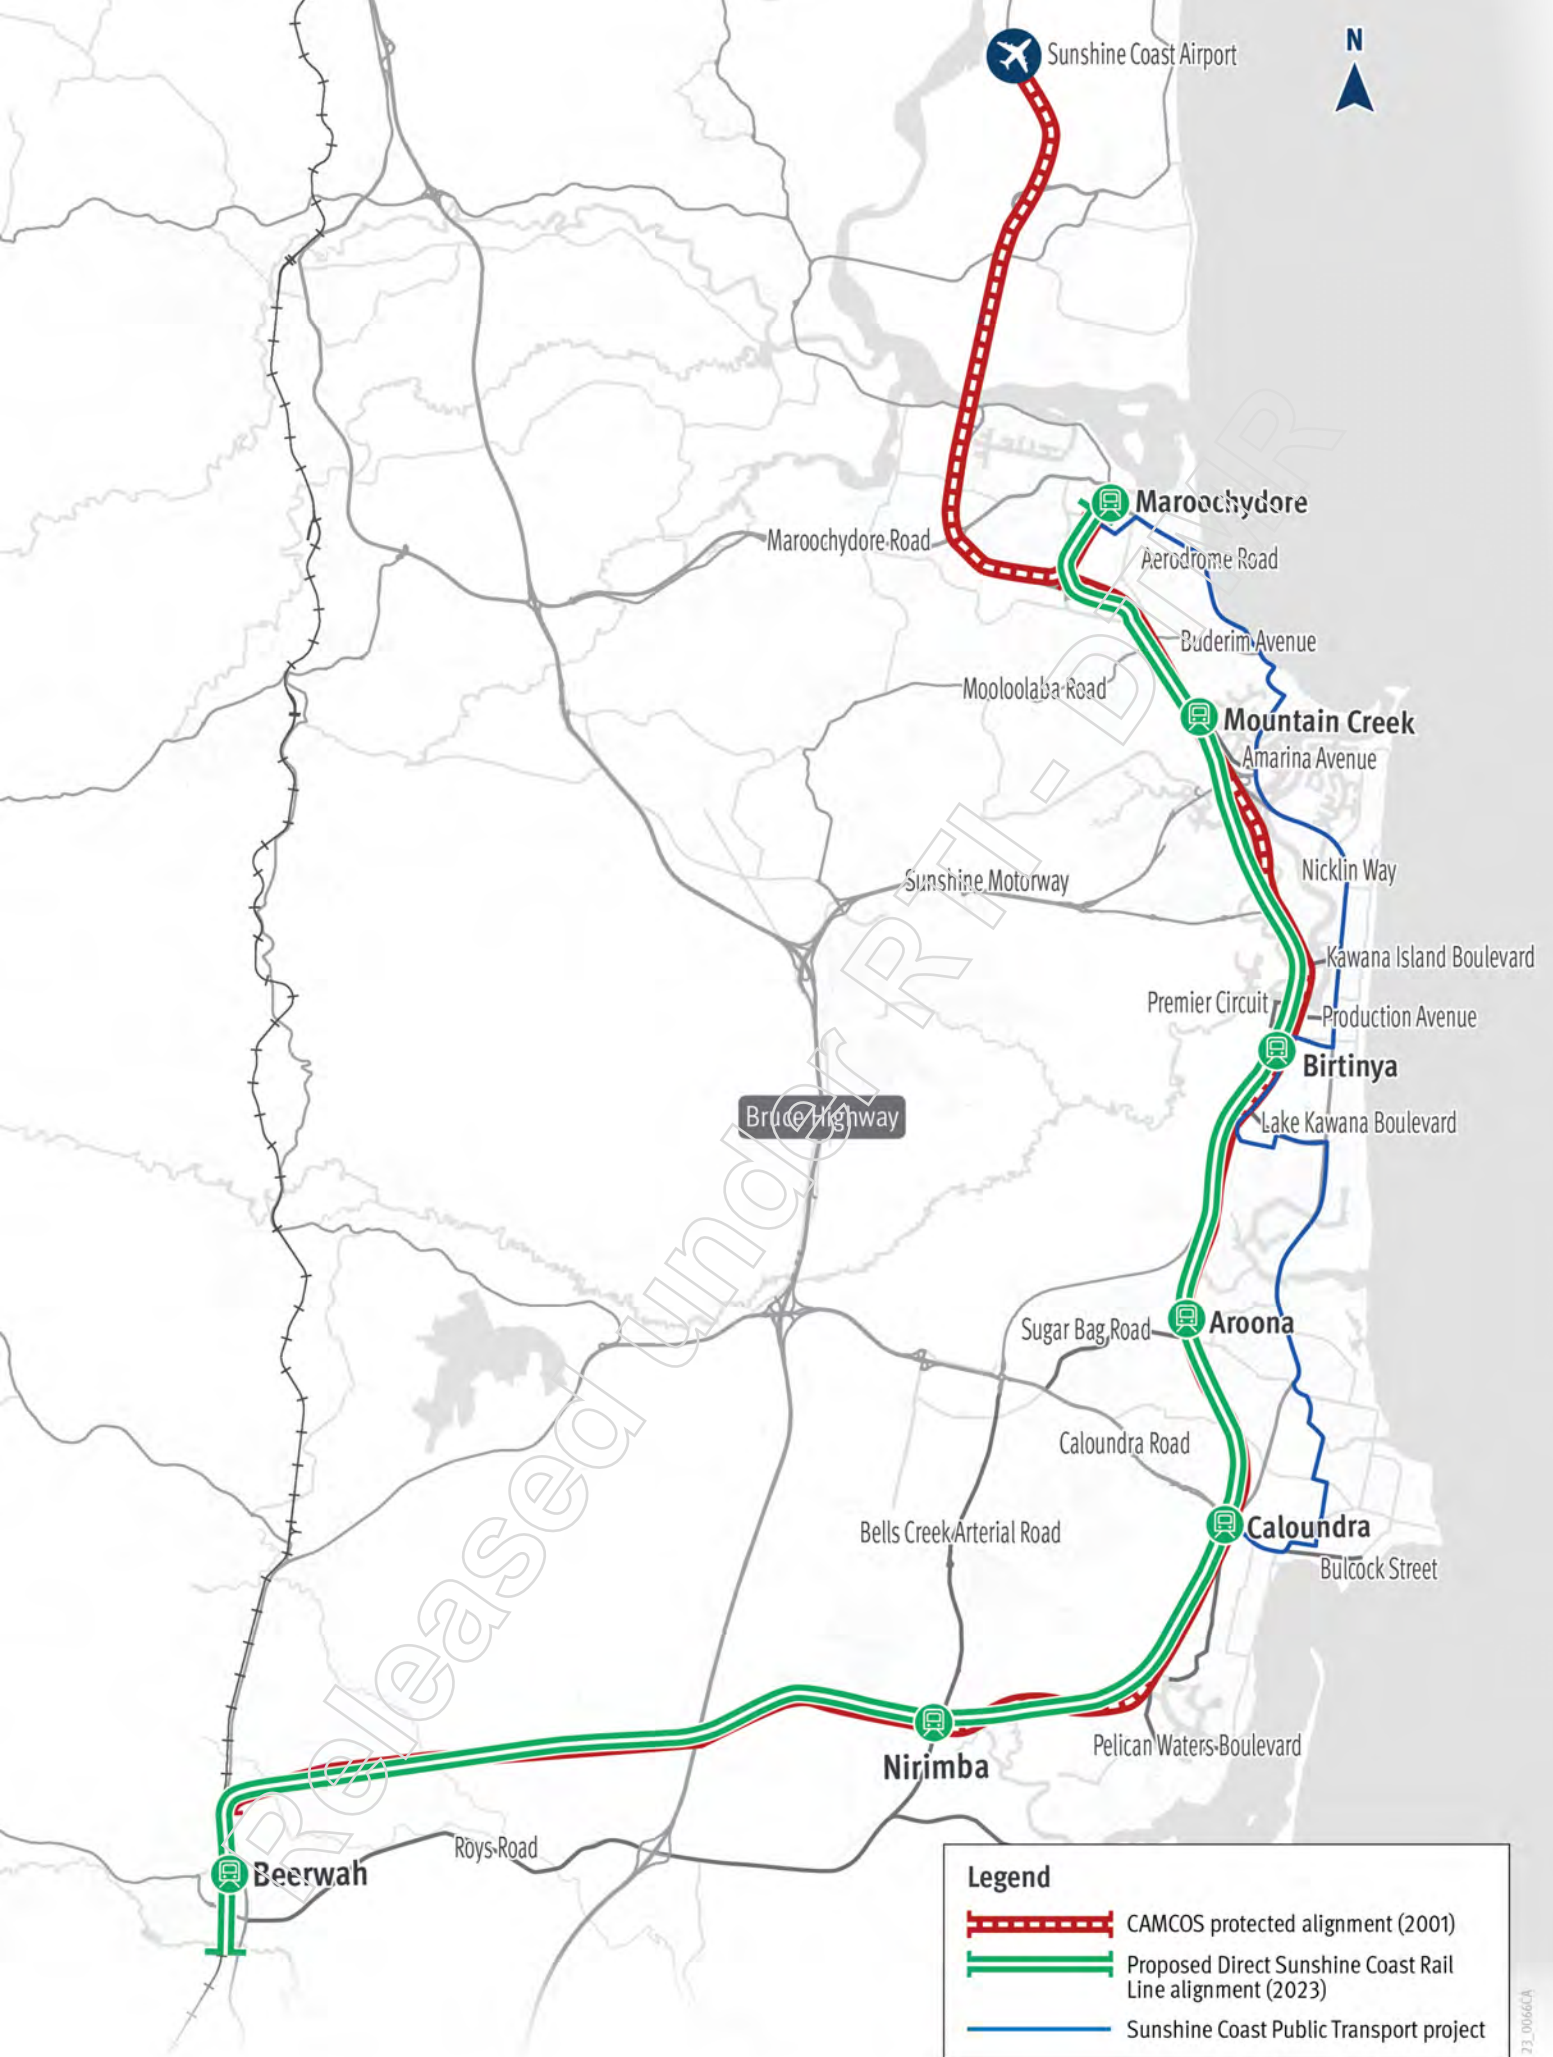 Sunshine Coast Airport
N
Maroochydore
Maroochydore Road
Aerodrome Road
Buderim Avenue
Mooloolaba Road
Mountain Creek
Amarina Avenue
Nicklin Way
Sunshine Motorway
Kawana Island Boulevard
Premier Circuit
Production Avenue
Birtinya
Bruce Highway
Lake Kawana Boulevard
Sugar Bag Road
Aroona
Caloundra Road
Bells Creek Arterial Road
Caloundra
Bulcock Street
Pelican Waters Boulevard
Nirimba
Roys Road
Beerwah
Released under RTI - DTMR
Legend
CAMCOS protected alignment (2001)
Proposed Direct Sunshine Coast Rail
Line alignment (2023)
Sunshine Coast Public Transport project
23_0066CA